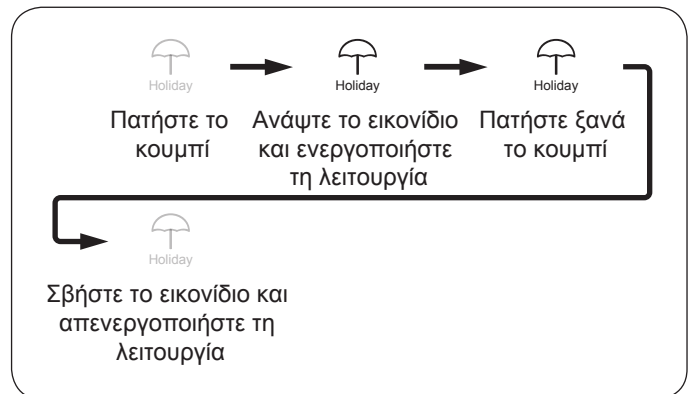 Holiday
Holiday
Holiday
Πατήστε το
κουμπί
Ανάψτε το εικονίδιο
και ενεργοποιήστε
τη λειτουργία
Πατήστε ξανά
το κουμπί
Holiday
Σβήστε το εικονίδιο και
απενεργοποιήστε τη
λειτουργία